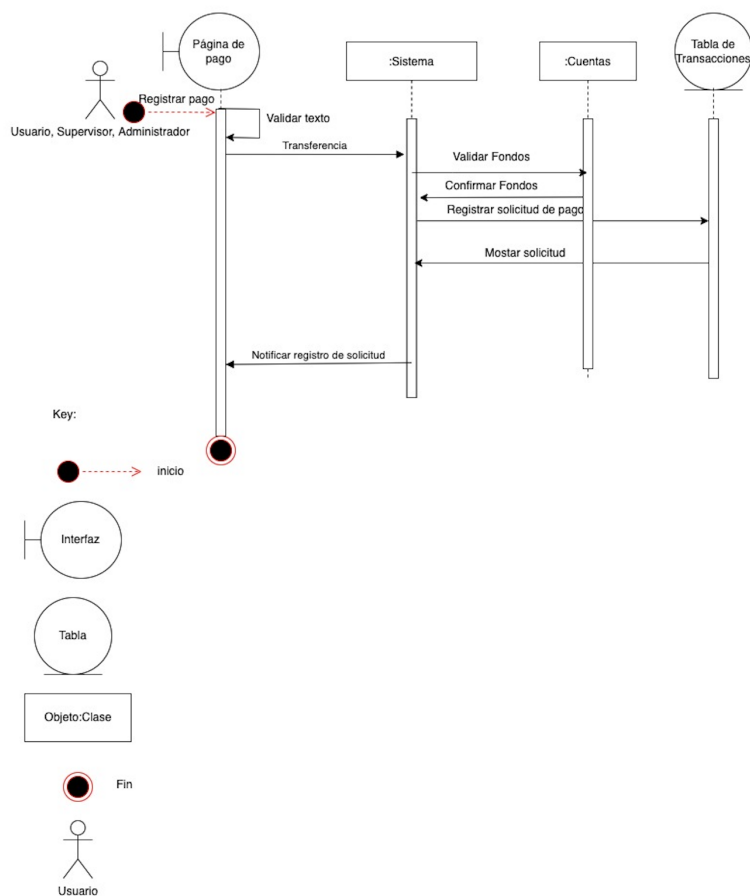 Página de
pago
:Sistema
:Cuentas
Tabla de
Transacciones
Registrar pago
Usuario, Supervisor, Administrador
Validar texto
Transferencia
Validar Fondos
Confirmar Fondos
Registrar solicitud de pago
Mostar solicitud
Notificar registro de solicitud
Key:
inicio
Interfaz
Tabla
Objeto:Clase
Fin
Usuario